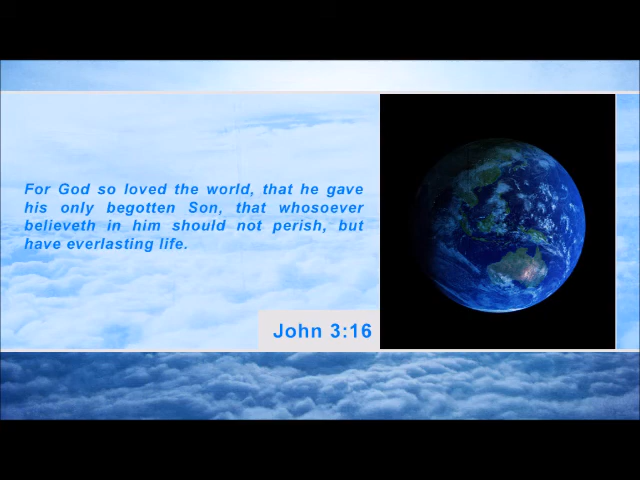 For God so loved the world, that he gave
his only begotten Son, that whosoever
believeth in him should not perish, but
have everlasting life.
John 3:16